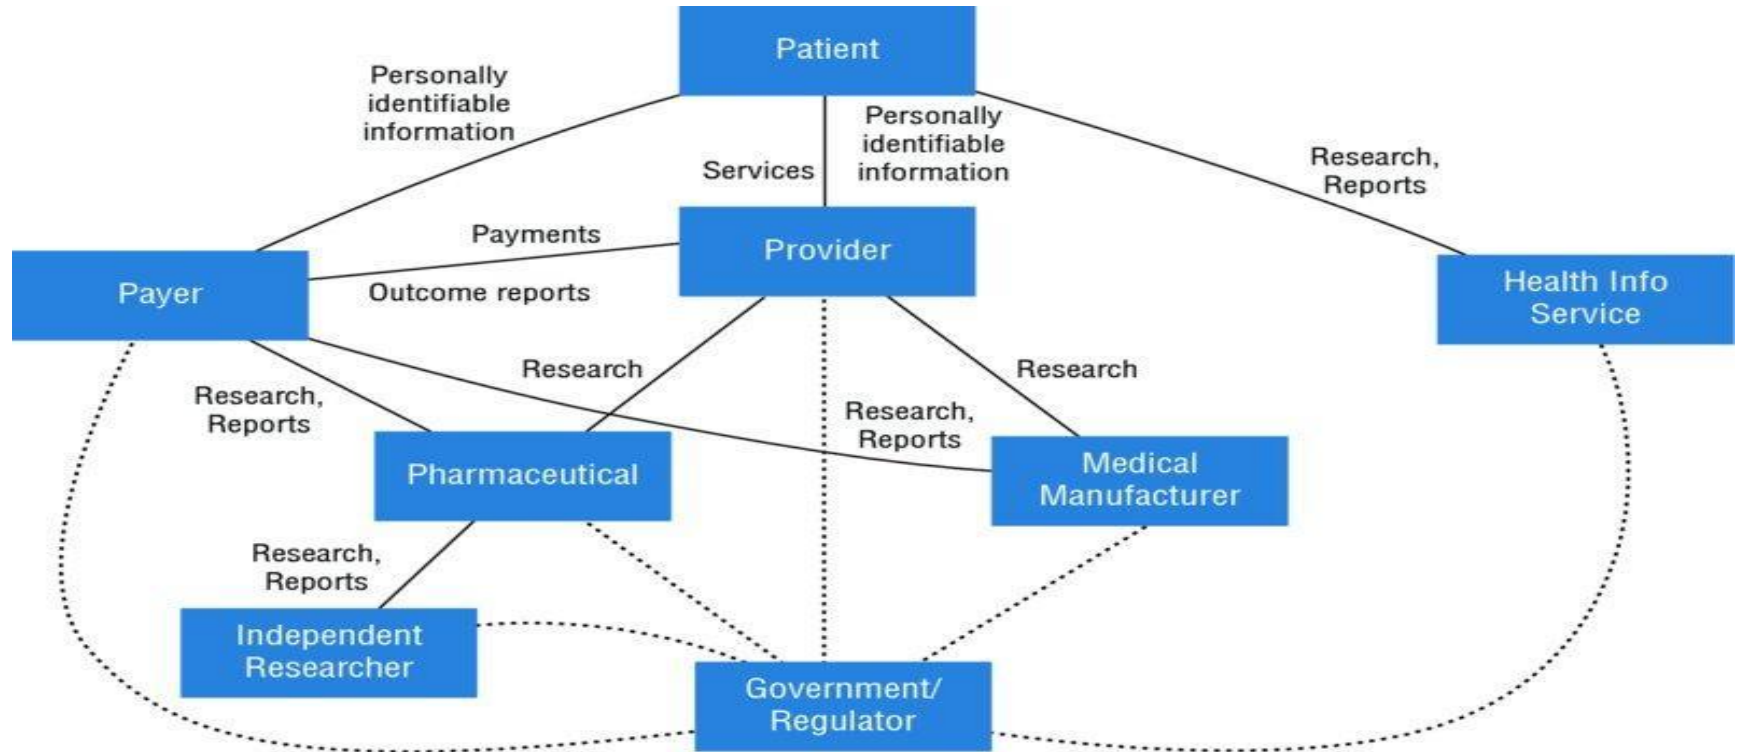 Patient
Personally
identifiable
information
Personally
identifiable
information
Services
Research,
Reports
Payments
Provider
Payer
Outcome reports
Health Info
Service
Research
Research
Research,
Reports
Research,
Reports
Pharmaceutical
Medical
Manufacturer
Research,
Reports
Independent
Researcher
Government/
Regulator